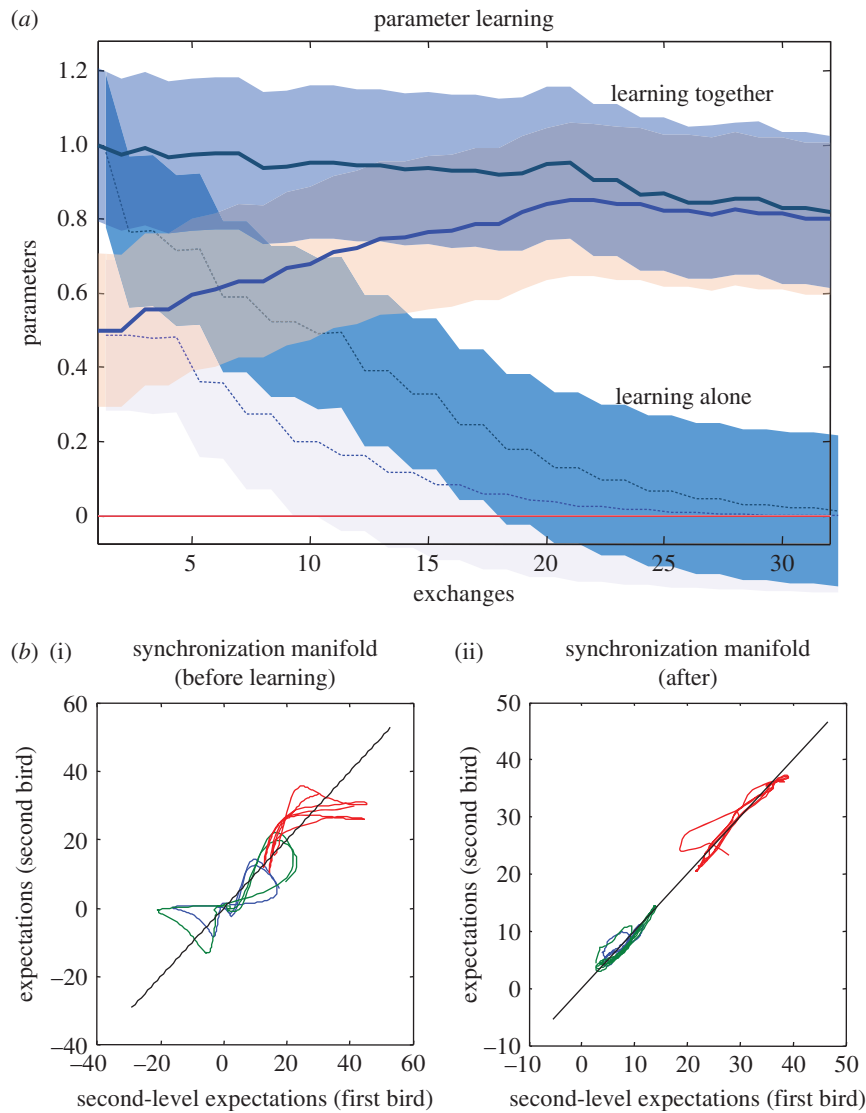 (a) parameter learning
1.2
1.0
0.8
0.6
0.4
0.2
0
parameters
learning together
learning alone
5 10 15 20 25 30
exchanges
(b) (i) synchronization manifold
(before learning)
60
40
20
0
–20
–40
expectations (second bird)
–40 –20 0 20 40 60
second-level expectations (first bird)
(ii) synchronization manifold
(after)
50
40
30
20
10
0
–10
expectations (second bird)
–10 0 10 20 30 40 50
second-level expectations (first bird)